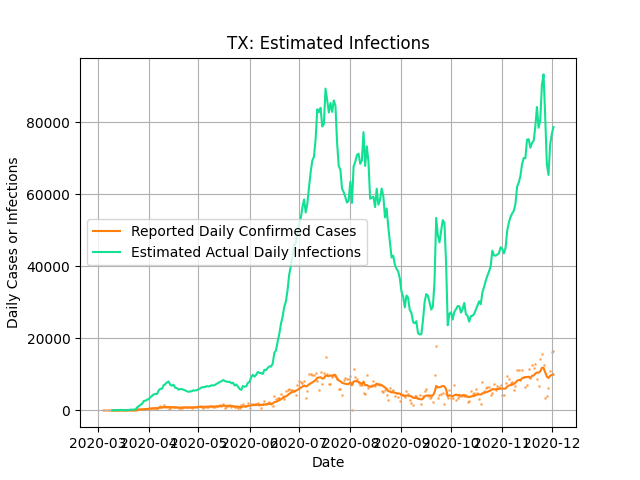 TX: Estimated Infections
Daily Cases or Infections
80000
60000
40000
20000
0
Reported Daily Confirmed Cases
Estimated Actual Daily Infections
2020-03 2020-04 2020-05 2020-06 2020-07 2020-08 2020-09 2020-10 2020-11 2020-12
Date